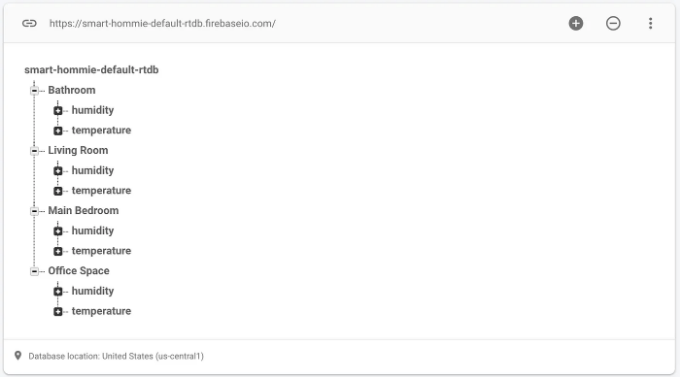 https://smart-hommie-default-rtdb.firebaseio.com/
smart-hommie-default-rtdb
Bathroom
humidity
temperature
Living Room
humidity
temperature
Main Bedroom
humidity
temperature
Office Space
humidity
temperature
Database location: United States (us-central1)